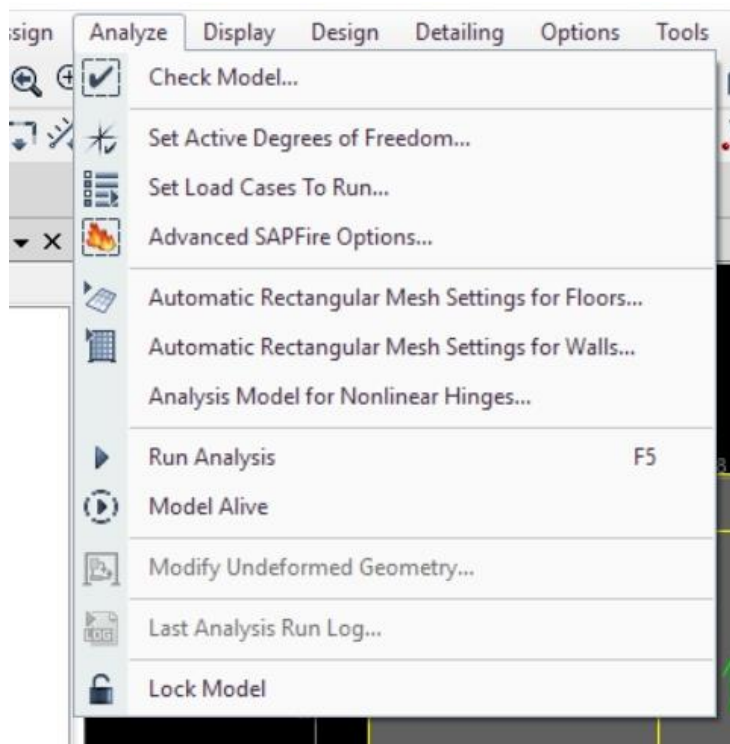 sign Analyze Display Design Detailing Options Tools
Check Model...
Set Active Degrees of Freedom...
Set Load Cases To Run...
Advanced SAPFire Options...
Automatic Rectangular Mesh Settings for Floors...
Automatic Rectangular Mesh Settings for Walls...
Analysis Model for Nonlinear Hinges...
Run Analysis F5
Model Alive
Modify Undeformed Geometry...
LOG Last Analysis Run Log...
Lock Model